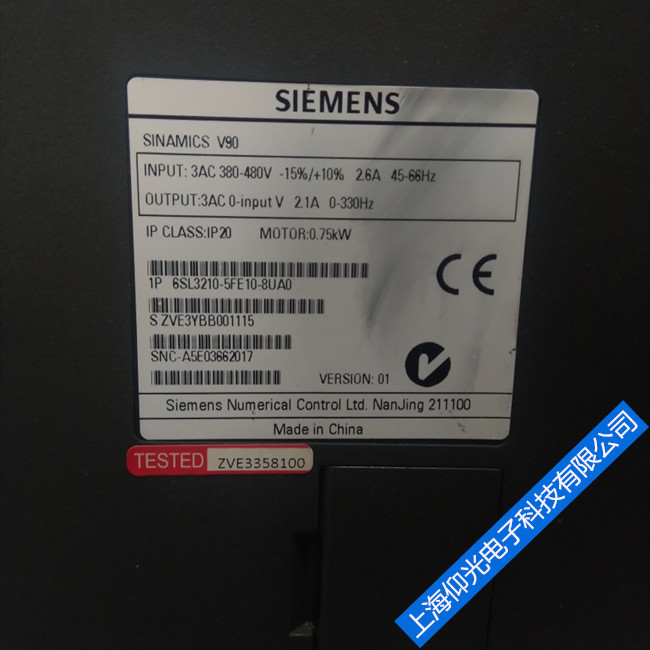 SIEMENS
SINAMICS V90
INPUT: 3AC 380-480V -15%/+10% 2.6A 45-66Hz
OUTPUT:3AC 0-input V 2.1A 0-330Hz
IP CLASS:IP20 MOTOR:0.75kW
1P 6SL3210-5FE10-8UA0
S ZVE3YBB001115
SNC-A5E03662017
VERSION: 01
CE
Siemens Numerical Control Ltd. NanJing 211100
Made in China
TESTED ZVE3358100
上海仰光电子科技有限公司